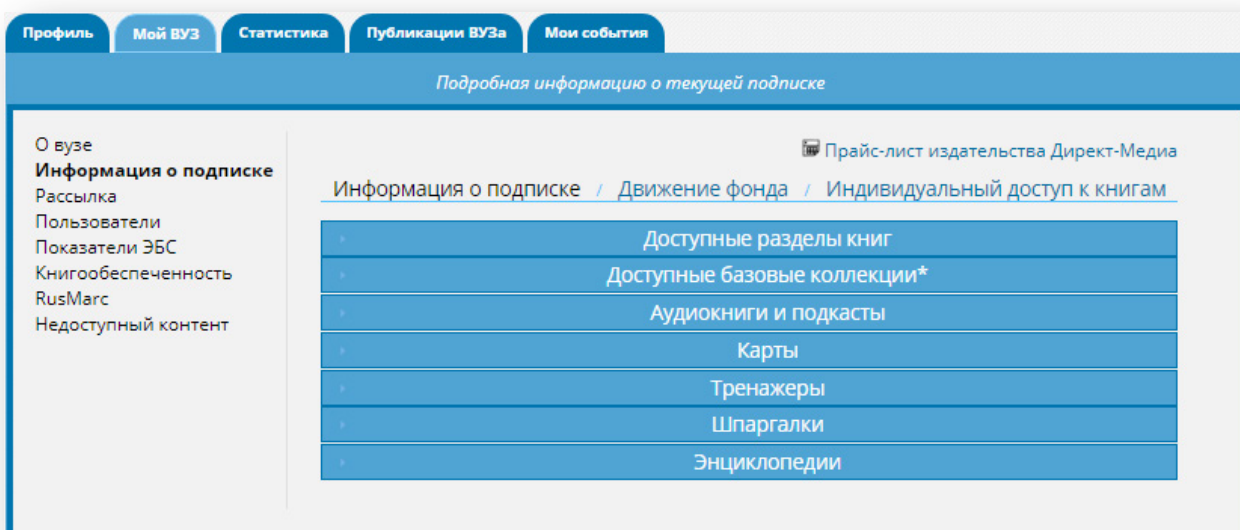 Профиль
Мой ВУЗ
Статистика
Публикации ВУЗа
Мои события
Подробная информацию о текущей подписке
О вузе
Информация о подписке
Рассылка
Пользователи
Показатели ЭБС
Книгообеспеченность
RusMarc
Недоступный контент
Прайс-лист издательства Директ-Медиа
Информация о подписке / Движение фонда / Индивидуальный доступ к книгам
Доступные разделы книг
Доступные базовые коллекции*
Аудиокниги и подкасты
Карты
Тренажеры
Шпаргалки
Энциклопедии